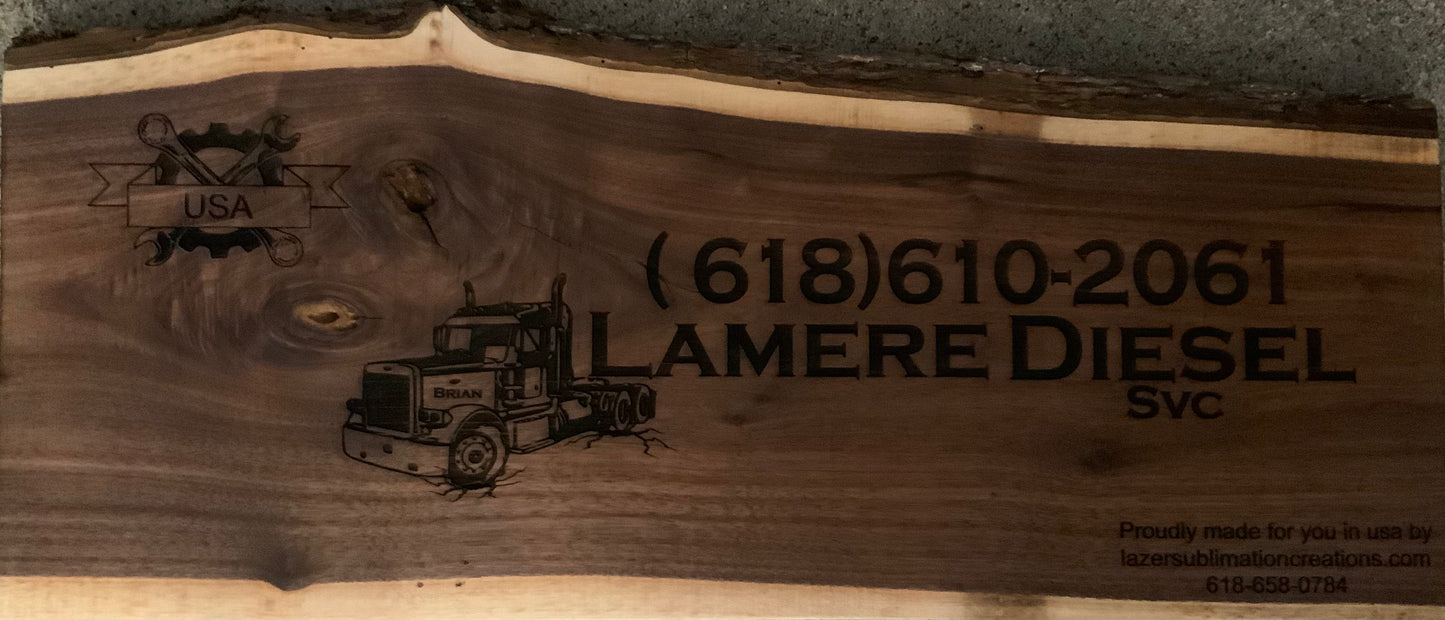 USA
( 618)610-2061
LAMERE DIESEL
SVC
BRIAN
Proudly made for you in usa by
lazersublimationcreations.com
618-658-0784